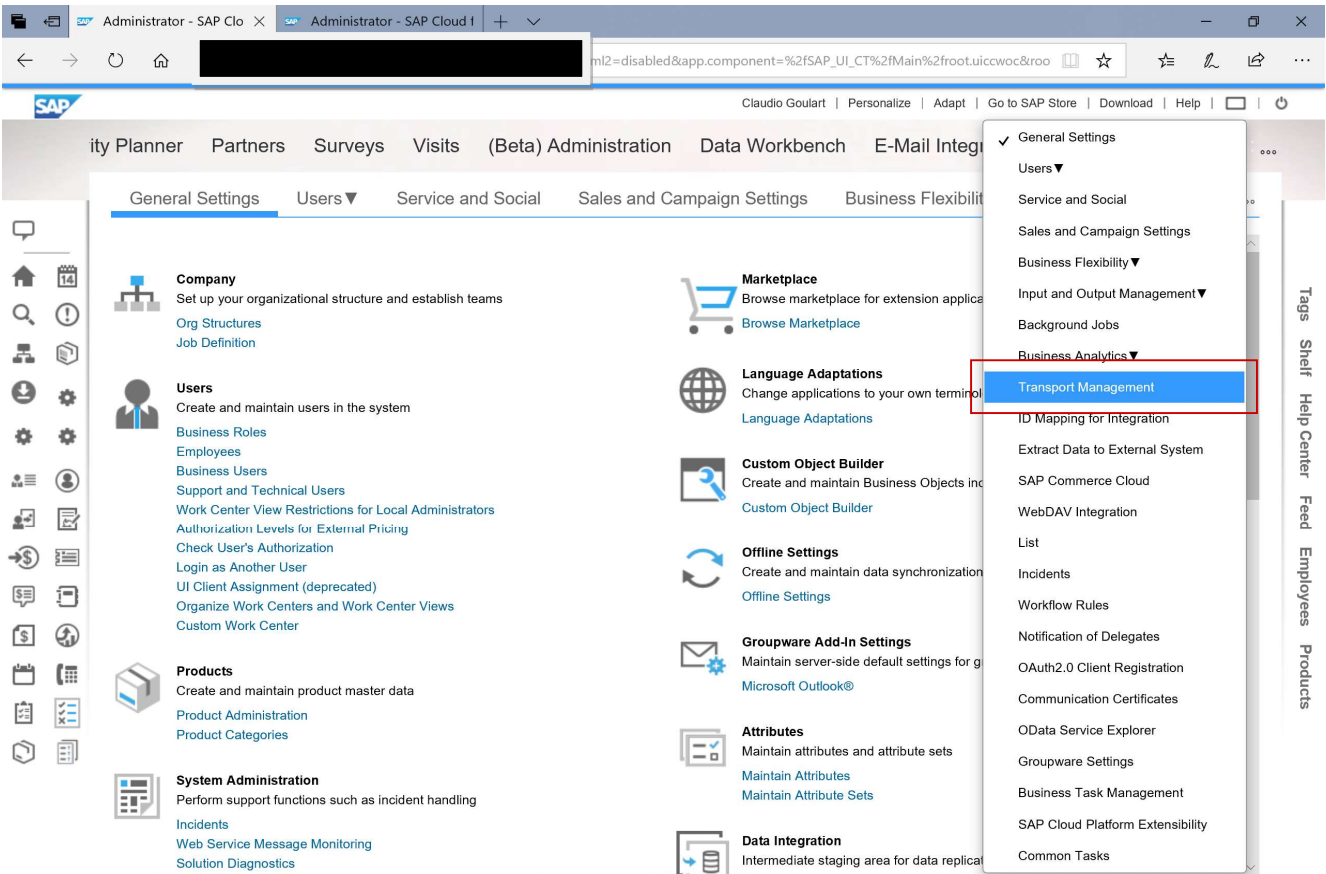 Administrator - SAP Clo
Administrator - SAP Cloud f
ml2=disabled&app.component=%2fSAP_UI_CT%2fMain%2froot.uiccwoc&roo
SAP
Claudio Goulart | Personalize | Adapt | Go to SAP Store | Download | Help
ity Planner Partners Surveys Visits (Beta) Administration Data Workbench E-Mail Integr
General Settings Users▼ Service and Social Sales and Campaign Settings Business Flexibilit
14
Company
Set up your organizational structure and establish teams
Org Structures
Job Definition
Users
Create and maintain users in the system
Business Roles
Employees
Business Users
Support and Technical Users
Work Center View Restrictions for Local Administrators
Authorization Levels for External Pricing
Check User's Authorization
Login as Another User
UI Client Assignment (deprecated)
Organize Work Centers and Work Center Views
Custom Work Center
Products
Create and maintain product master data
Product Administration
Product Categories
System Administration
Perform support functions such as incident handling
Incidents
Web Service Message Monitoring
Solution Diagnostics
Marketplace
Browse marketplace for extension applica
Browse Marketplace
Language Adaptations
Change applications to your own terminol
Language Adaptations
Custom Object Builder
Create and maintain Business Objects inc
Custom Object Builder
Offline Settings
Create and maintain data synchronization
Offline Settings
Groupware Add-In Settings
Maintain server-side default settings for g
Microsoft Outlook®
Attributes
Maintain attributes and attribute sets
Maintain Attributes
Maintain Attribute Sets
Data Integration
Intermediate staging area for data replicat
General Settings
Users▼
Service and Social
Sales and Campaign Settings
Business Flexibility▼
Input and Output Management▼
Background Jobs
Business Analytics▼
Transport Management
ID Mapping for Integration
Extract Data to External System
SAP Commerce Cloud
WebDAV Integration
List
Incidents
Workflow Rules
Notification of Delegates
OAuth2.0 Client Registration
Communication Certificates
OData Service Explorer
Groupware Settings
Business Task Management
SAP Cloud Platform Extensibility
Common Tasks
Tags
Shelf
Help Center
Feed
Employees
Products